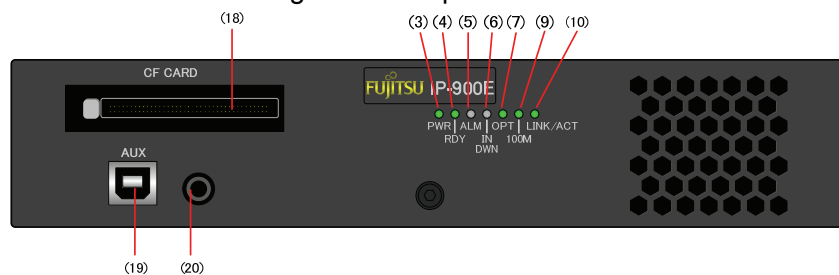 (18)
(3) (4) (5) (6) (7) (9) (10)
CF CARD
FUJITSU IP-900E
PWR ALM OPT LINK/ACT
RDY IN 100M
DWN
AUX
(19) (20)